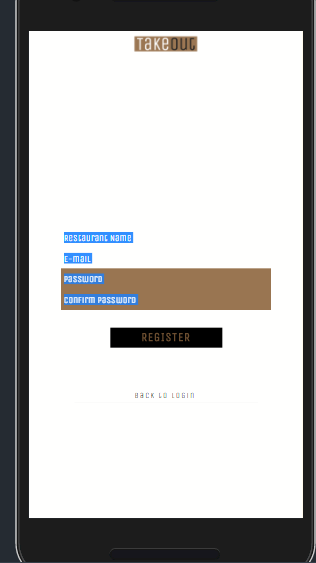 TakeOUT
Restaurant Name
E-mail
Password
Confirm Password
REGISTER
Back to login